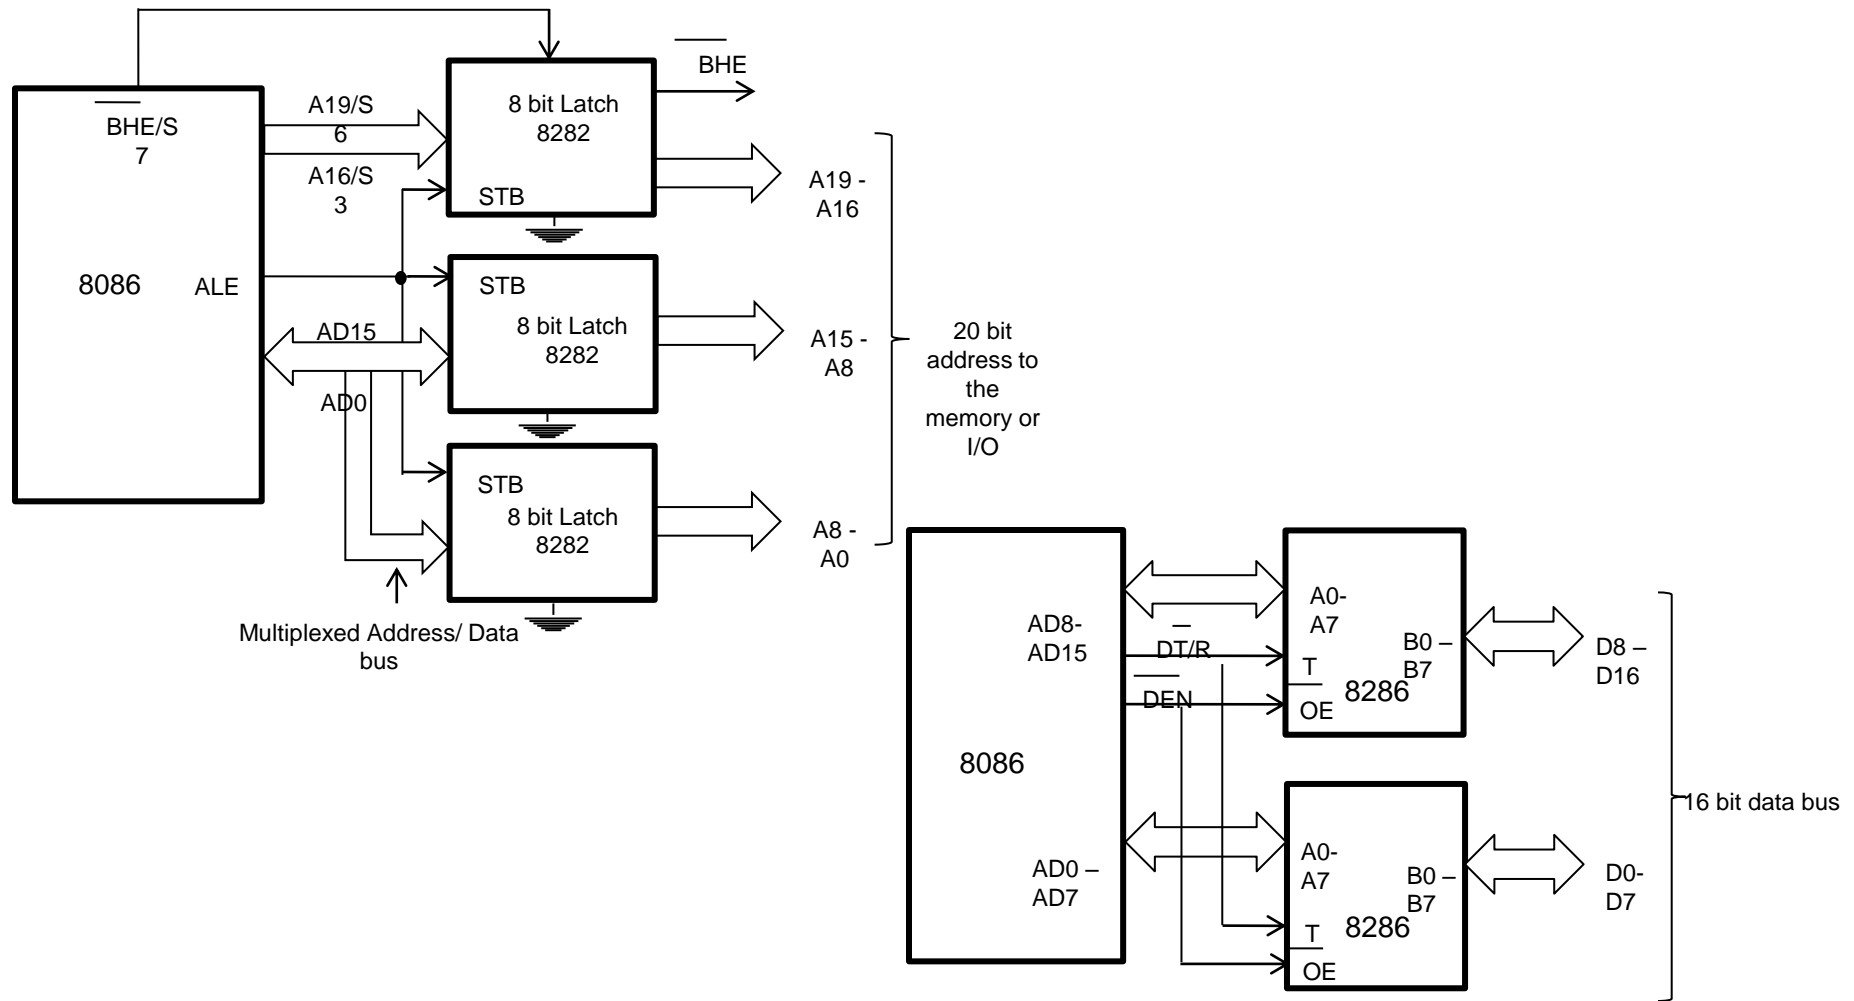 BHE
8 bit Latch
8282
A19/S
6
BHE/S
7
A16/S
3
STB
A19 -
A16
8086
ALE
STB
8 bit Latch
8282
AD15
A15 -
A8
20 bit
address to
the
memory or
I/O
AD0
STB
8 bit Latch
8282
A8 -
A0
Multiplexed Address/ Data
bus
AD8-
AD15
A0-
A7
DT/R
B0 –
B7
T
DEN
8286
OE
D8 –
D16
8086
16 bit data bus
AD0 –
AD7
A0-
A7
B0 –
B7
D0-
D7
T
8286
OE